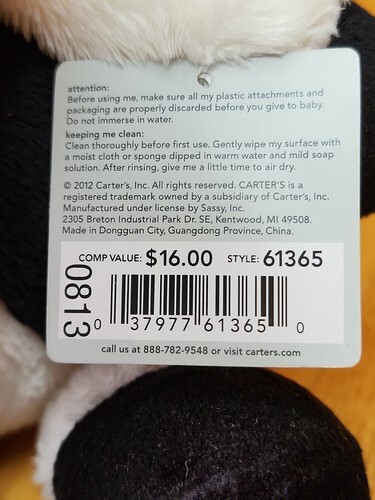 attention:
Before using me, make sure all my plastic attachments and
packaging are properly discarded before you give to baby.
Do not immerse in water.
keeping me clean:
Clean thoroughly before first use. Gently wipe my surface with
a moist cloth or sponge dipped in warm water and mild soap
solution. After rinsing, give me a little time to air dry.
© 2012 Carter's, Inc. All rights reserved. CARTER'S is a
registered trademark owned by a subsidiary of Carter's, Inc.
Manufactured under license by Sassy, Inc.
2305 Breton Industrial Park Dr. SE, Kentwood, MI 49508.
Made in Dongguan City, Guangdong Province, China.
COMP VALUE: $16.00 STYLE: 61365
0813
0 37977 61365 0
call us at 888-782-9548 or visit carters.com